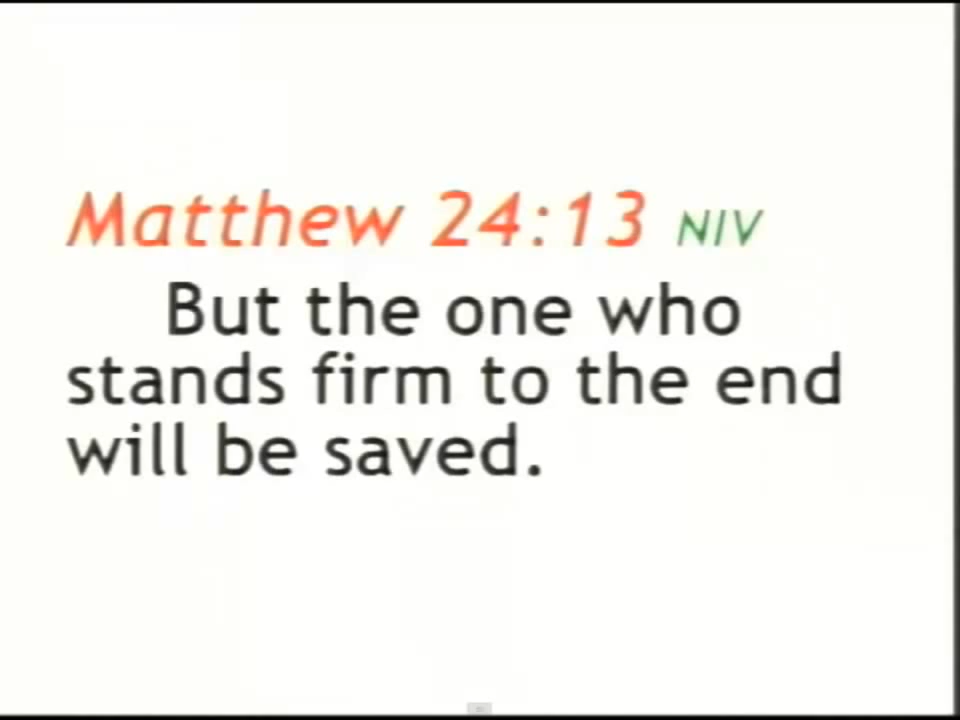 Matthew 24:13 NIV
But the one who
stands firm to the end
will be saved.